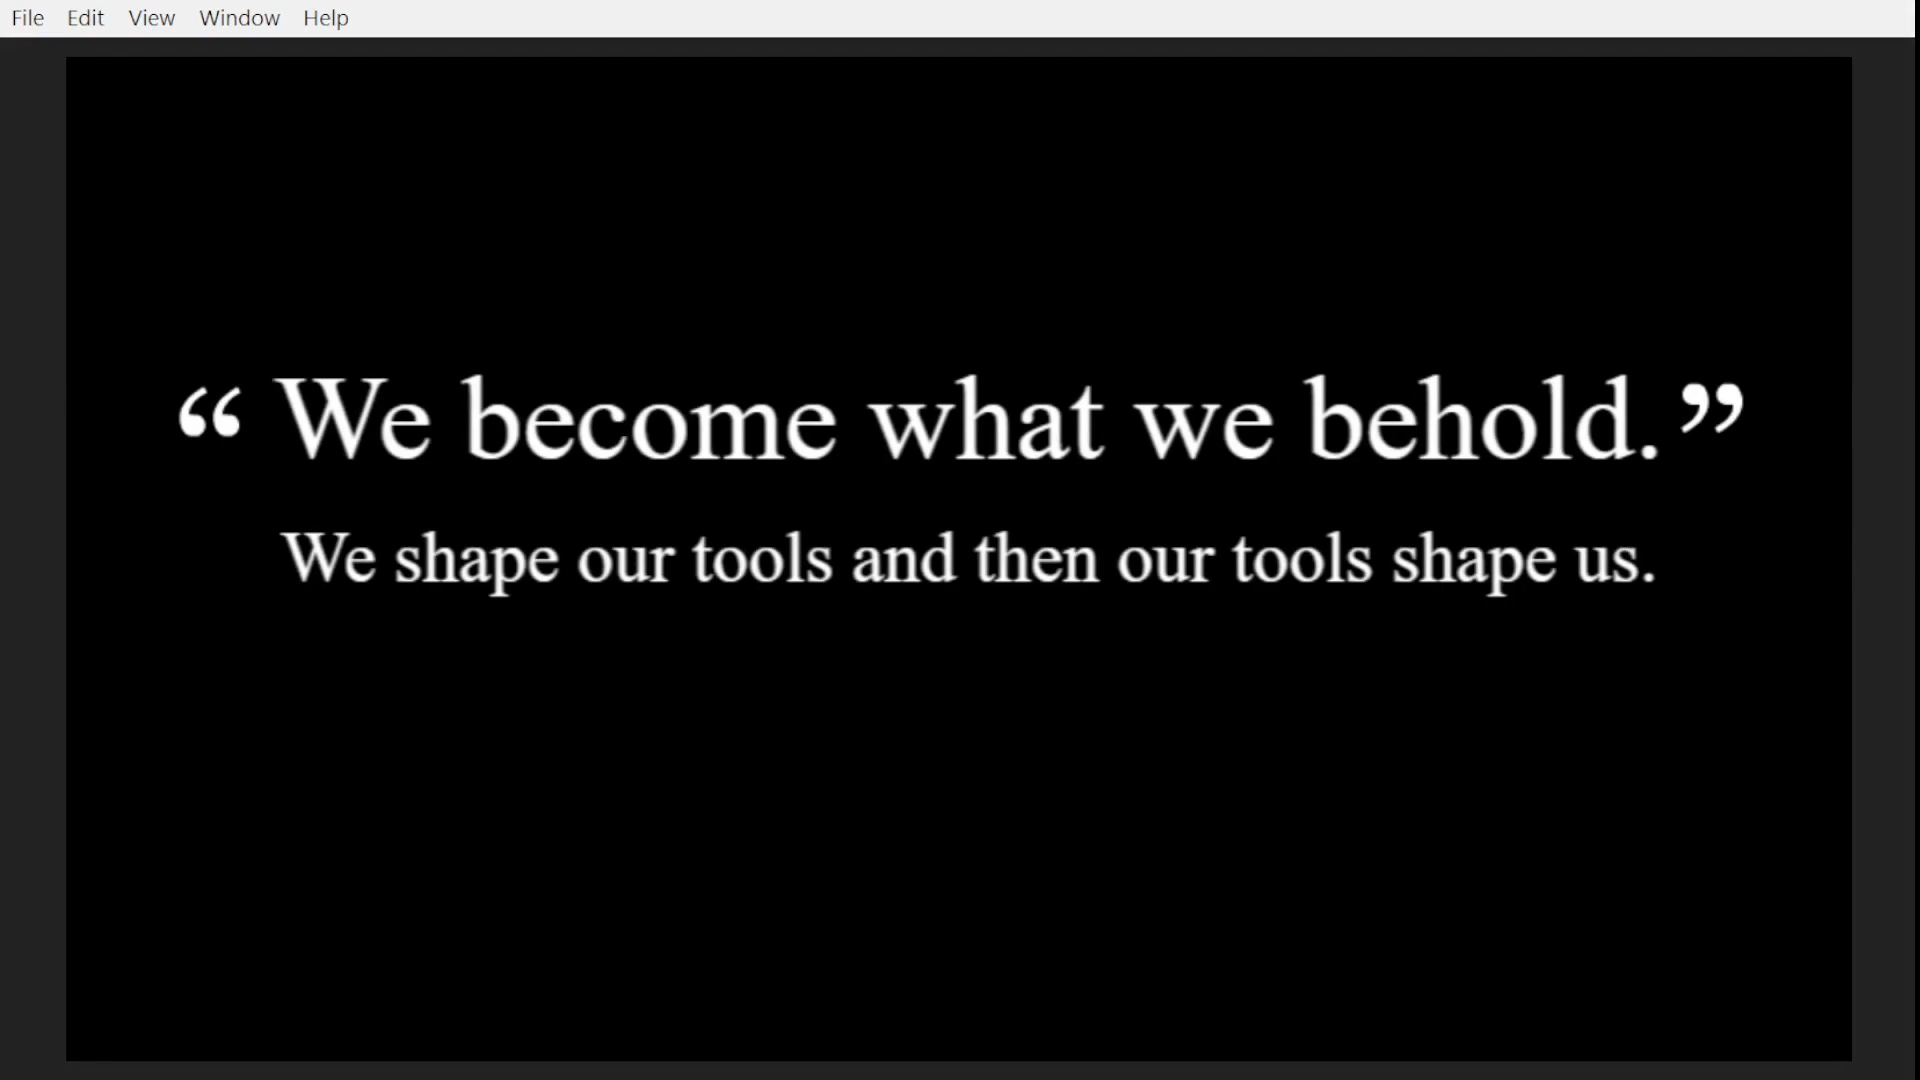 File Edit View Window Help
“ We become what we behold.”
We shape our tools and then our tools shape us.